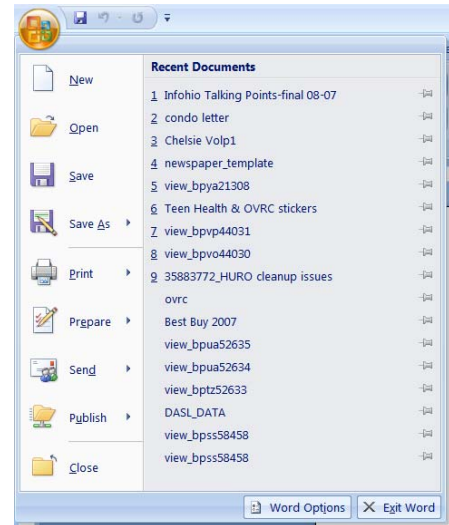 New
Open
Save
Save As
Print
Prepare
Send
Publish
Close
Recent Documents
1 Infohio Talking Points-final 08-07
2 condo letter
3 Chelsie Volp1
4 newspaper_template
5 view_bpya21308
6 Teen Health & OVRC stickers
7 view_bpvp44031
8 view_bpvo44030
9 35883772_HURO cleanup issues
ovrc
Best Buy 2007
view_bpua52635
view_bpua52634
view_bptz52633
DASL_DATA
view_bpss58458
view_bpss58458
Word Options
Exit Word